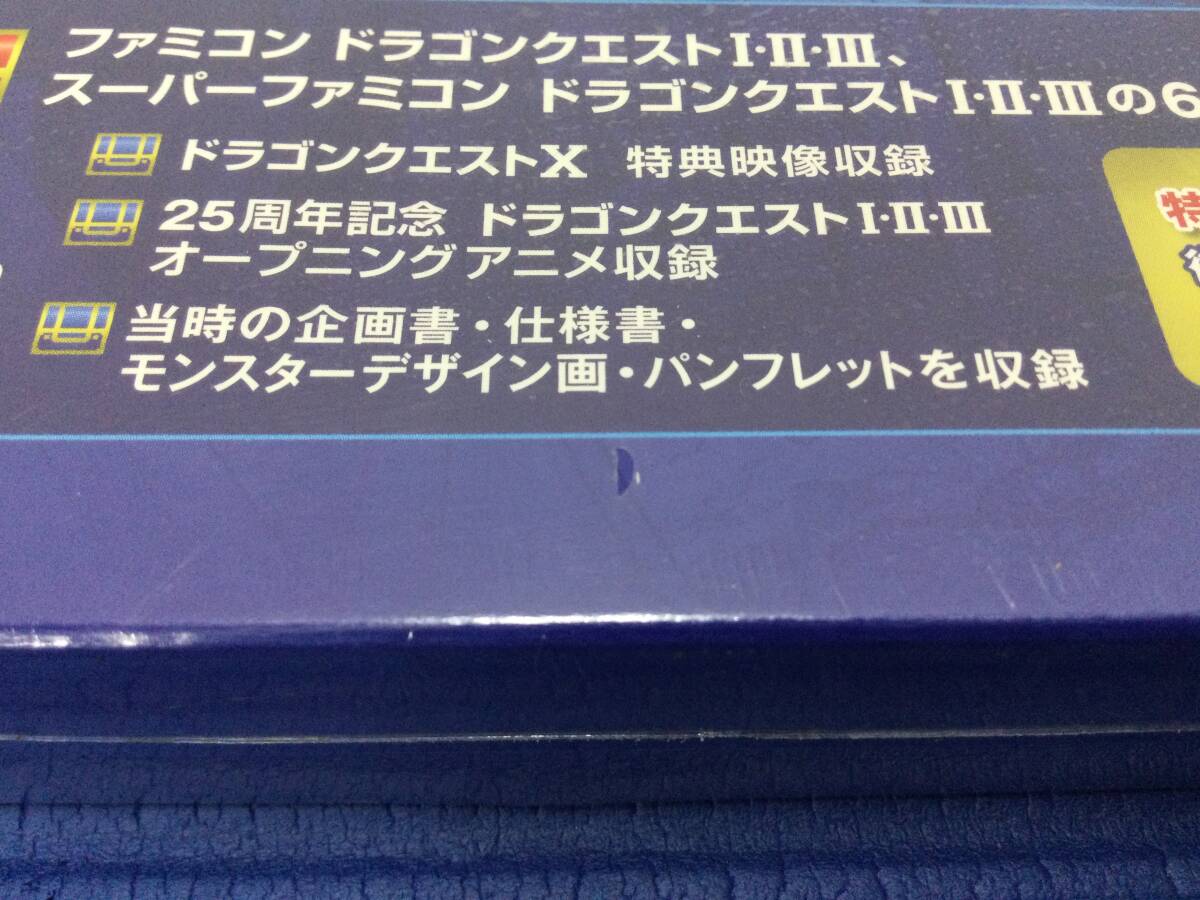 ファミコン ドラゴンクエストI・II・III、
スーパーファミコン ドラゴンクエストI・II・IIIの6
ドラゴンクエストX 特典映像収録
25周年記念 ドラゴンクエストI・II・III
オープニングアニメ収録
当時の企画書・仕様書・
モンスターデザイン画・パンフレットを収録
特